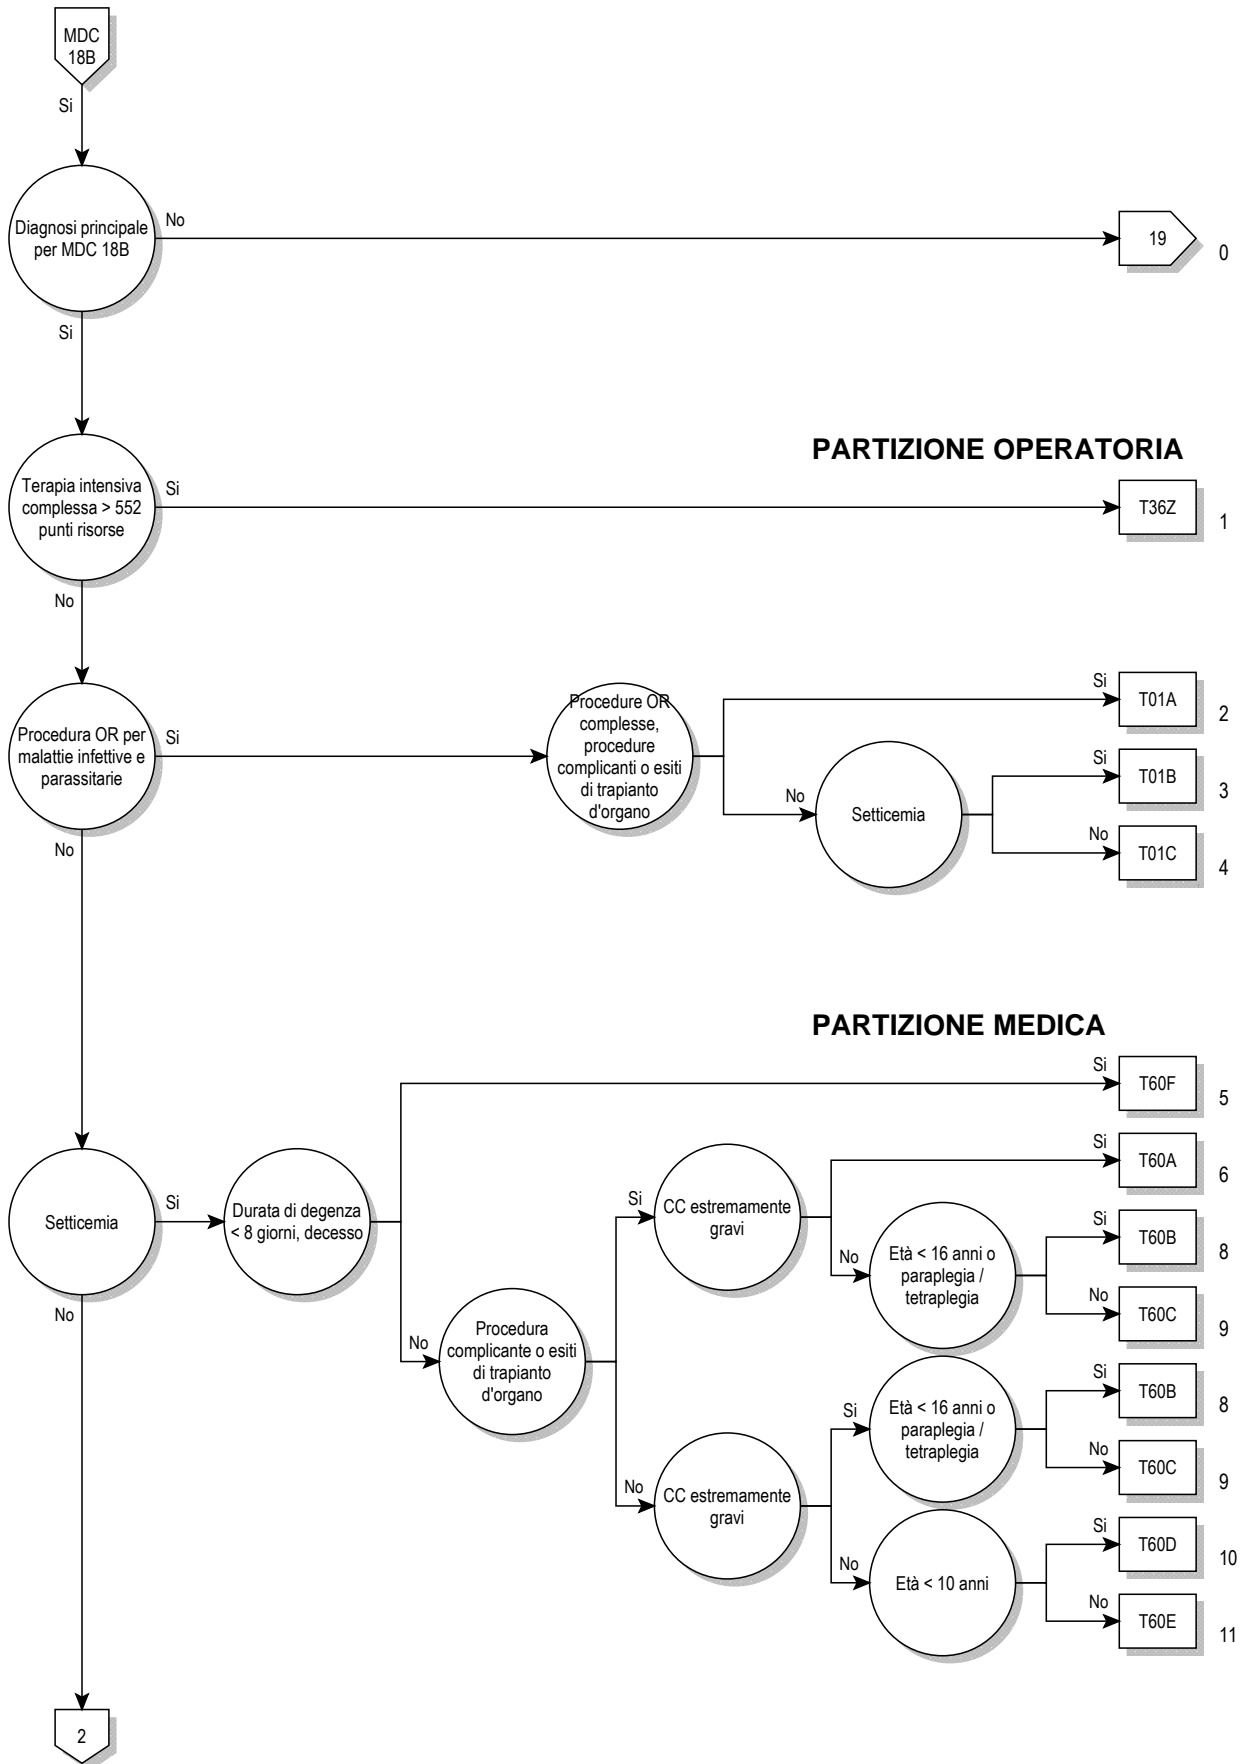 MDC
18B
Si
Diagnosi principale
per MDC 18B
No
19
0
Si
PARTIZIONE OPERATORIA
Terapia intensiva
complessa > 552
punti risorse
Si
T36Z
1
No
Procedura OR per
malattie infettive e
parassitarie
Si
Procedure OR
complesse,
procedure
complicanti o esiti
di trapianto
d'organo
Si
T01A
2
No
Setticemia
Si
T01B
3
No
T01C
4
No
PARTIZIONE MEDICA
Setticemia
Si
Durata di degenza
< 8 giorni, decesso
Si
T60F
5
No
Procedura
complicante o esiti
di trapianto
d'organo
Si
CC estremamente
gravi
Si
T60A
6
No
Età < 16 anni o
paraplegia /
tetraplegia
Si
T60B
8
No
T60C
9
No
CC estremamente
gravi
Si
Età < 16 anni o
paraplegia /
tetraplegia
Si
T60B
8
No
T60C
9
No
Età < 10 anni
Si
T60D
10
No
T60E
11
No
2